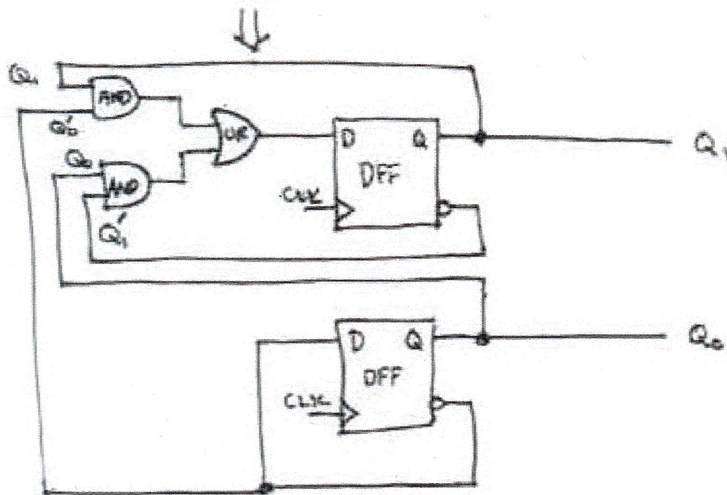 Q₁ AND
Q₀'
OR
D Q
Q₁
Q₀
AND
DFF
CLK
Q₁'
D Q
Q₀
DFF
CLK